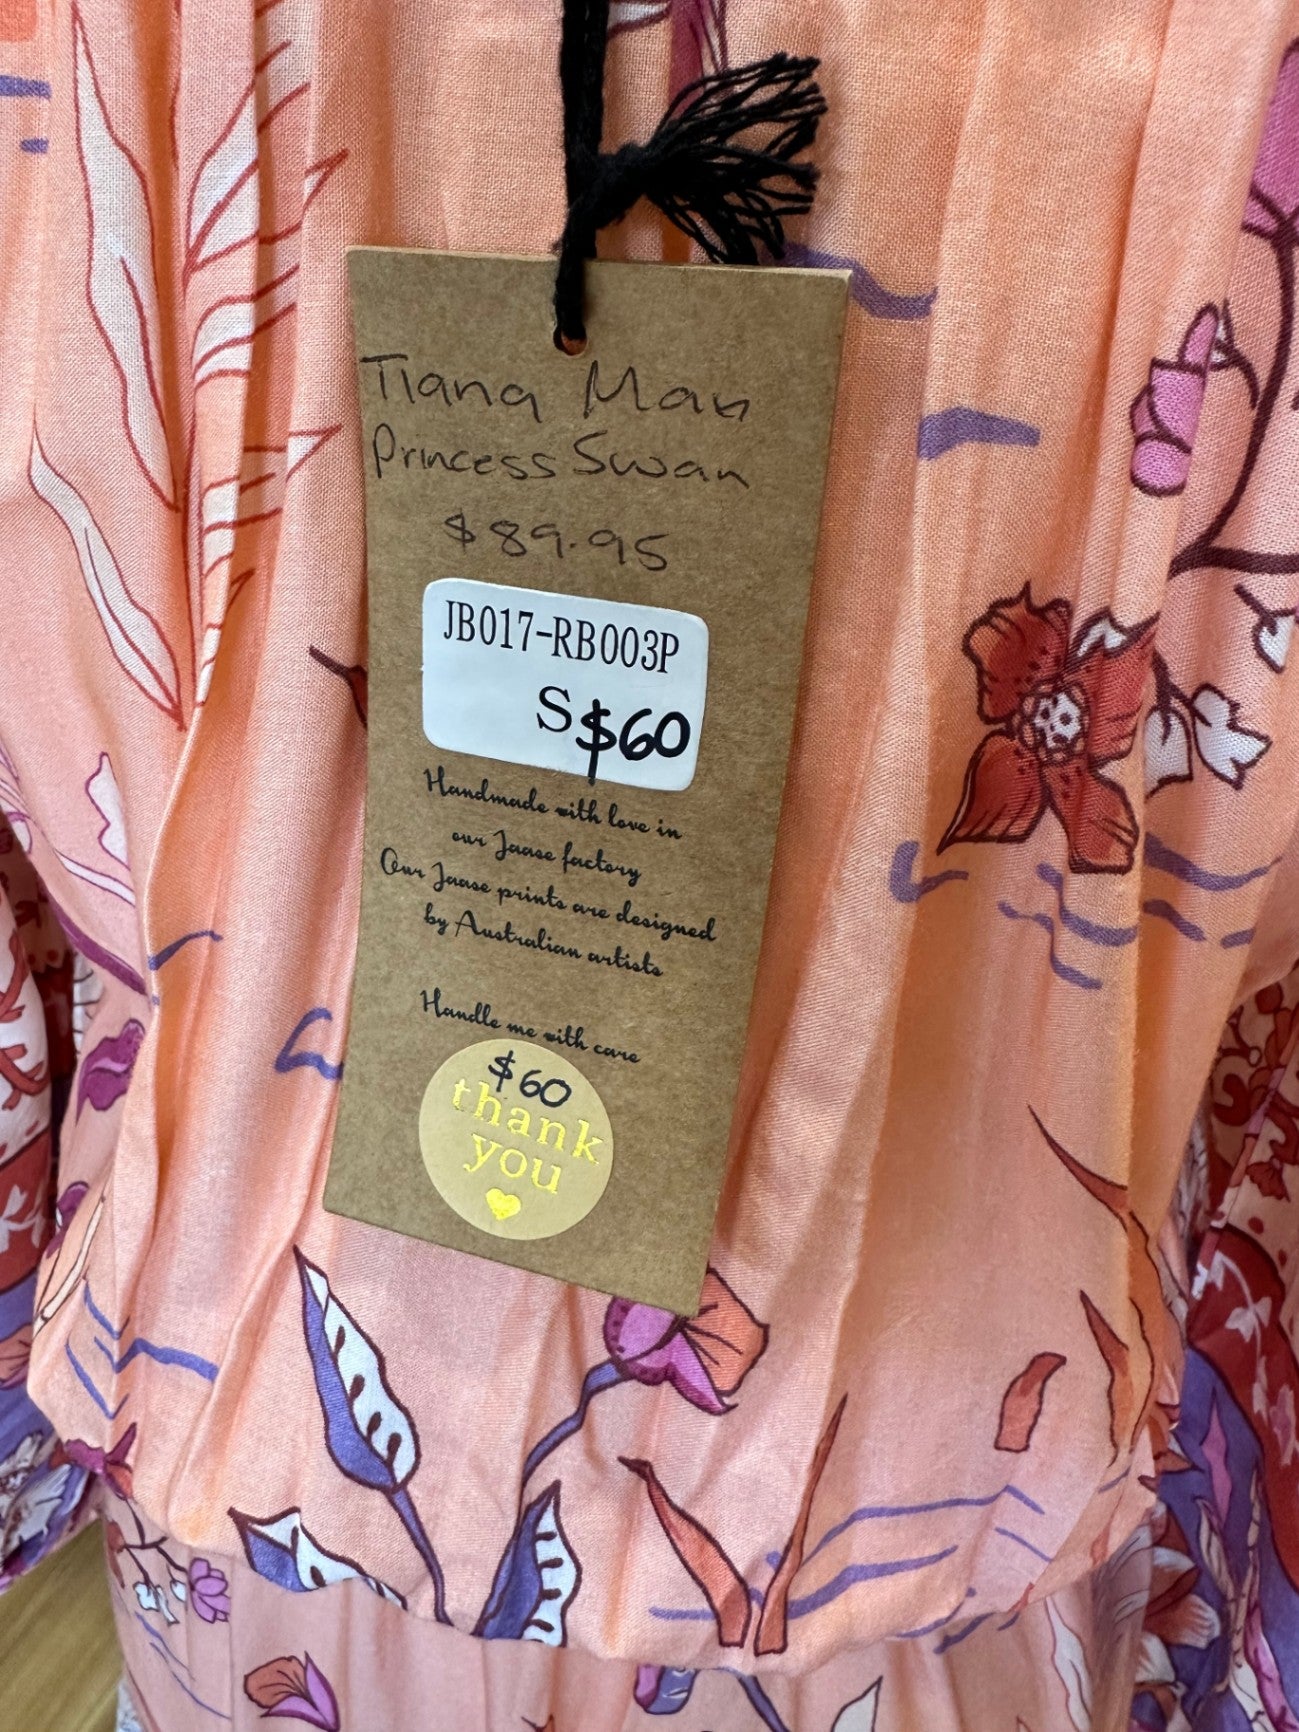 Tiana Max
Princess Swan
$89.95
JB017-RB003P
S $60
Handmade with love in
our Jaase factory
Our Jaase prints are designed
by Australian artists
Handle me with care
$60
thank
you